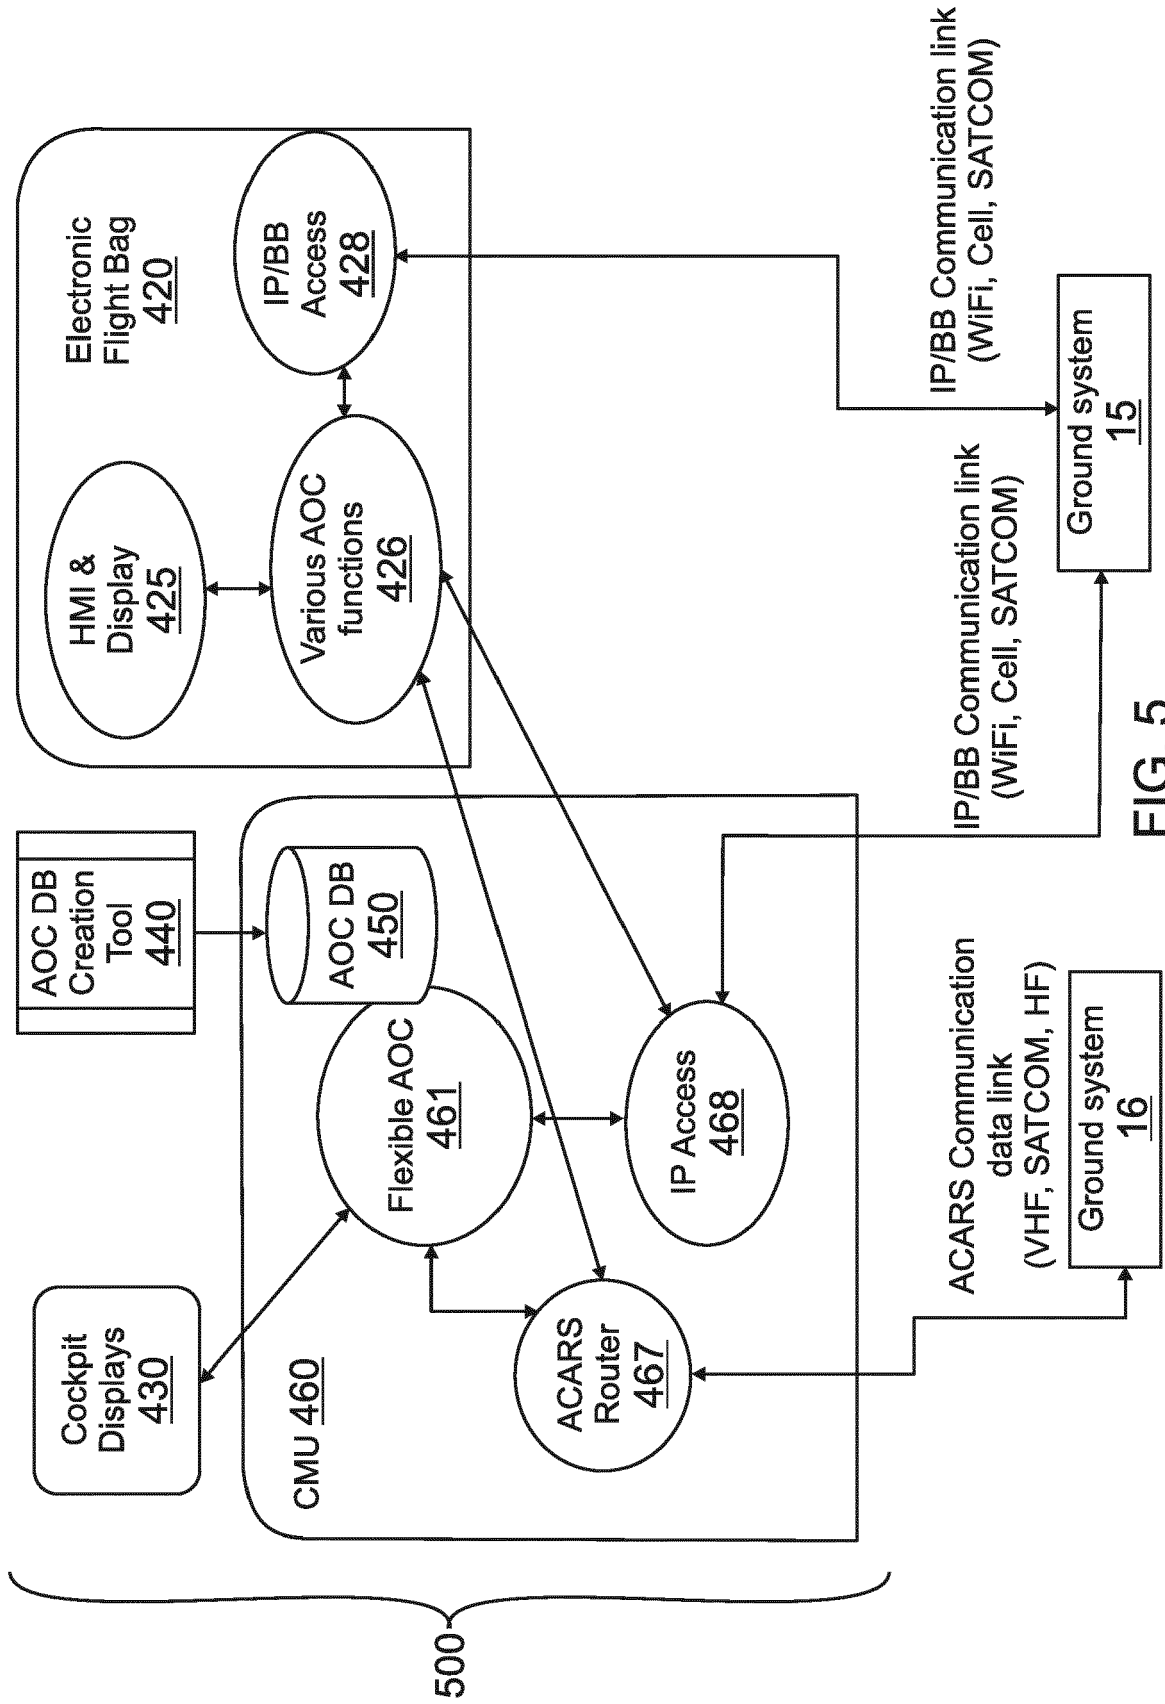 500
Cockpit
Displays
430
AOC DB
Creation
Tool
440
CMU 460
Flexible AOC
461
AOC DB
450
ACARS
Router
467
IP Access
468
Electronic
Flight Bag
420
HMI &
Display
425
Various AOC
functions
426
IP/BB
Access
428
ACARS Communication
data link
(VHF, SATCOM, HF)
IP/BB Communication link
(WiFi, Cell, SATCOM)
IP/BB Communication link
(WiFi, Cell, SATCOM)
Ground system
16
Ground system
15
FIG. 5